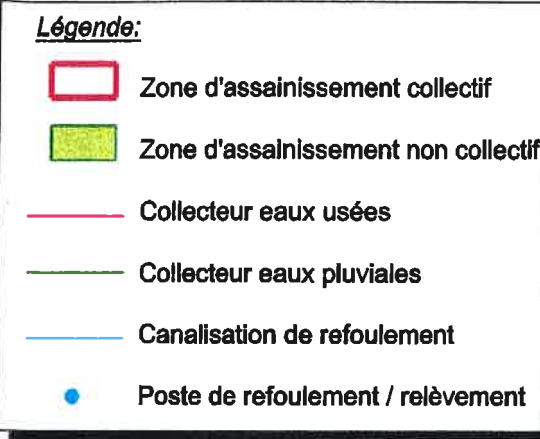 Légende:
Zone d'assainissement collectif
Zone d'assainissement non collectif
Collecteur eaux usées
Collecteur eaux pluviales
Canalisation de refoulement
Poste de refoulement / relèvement